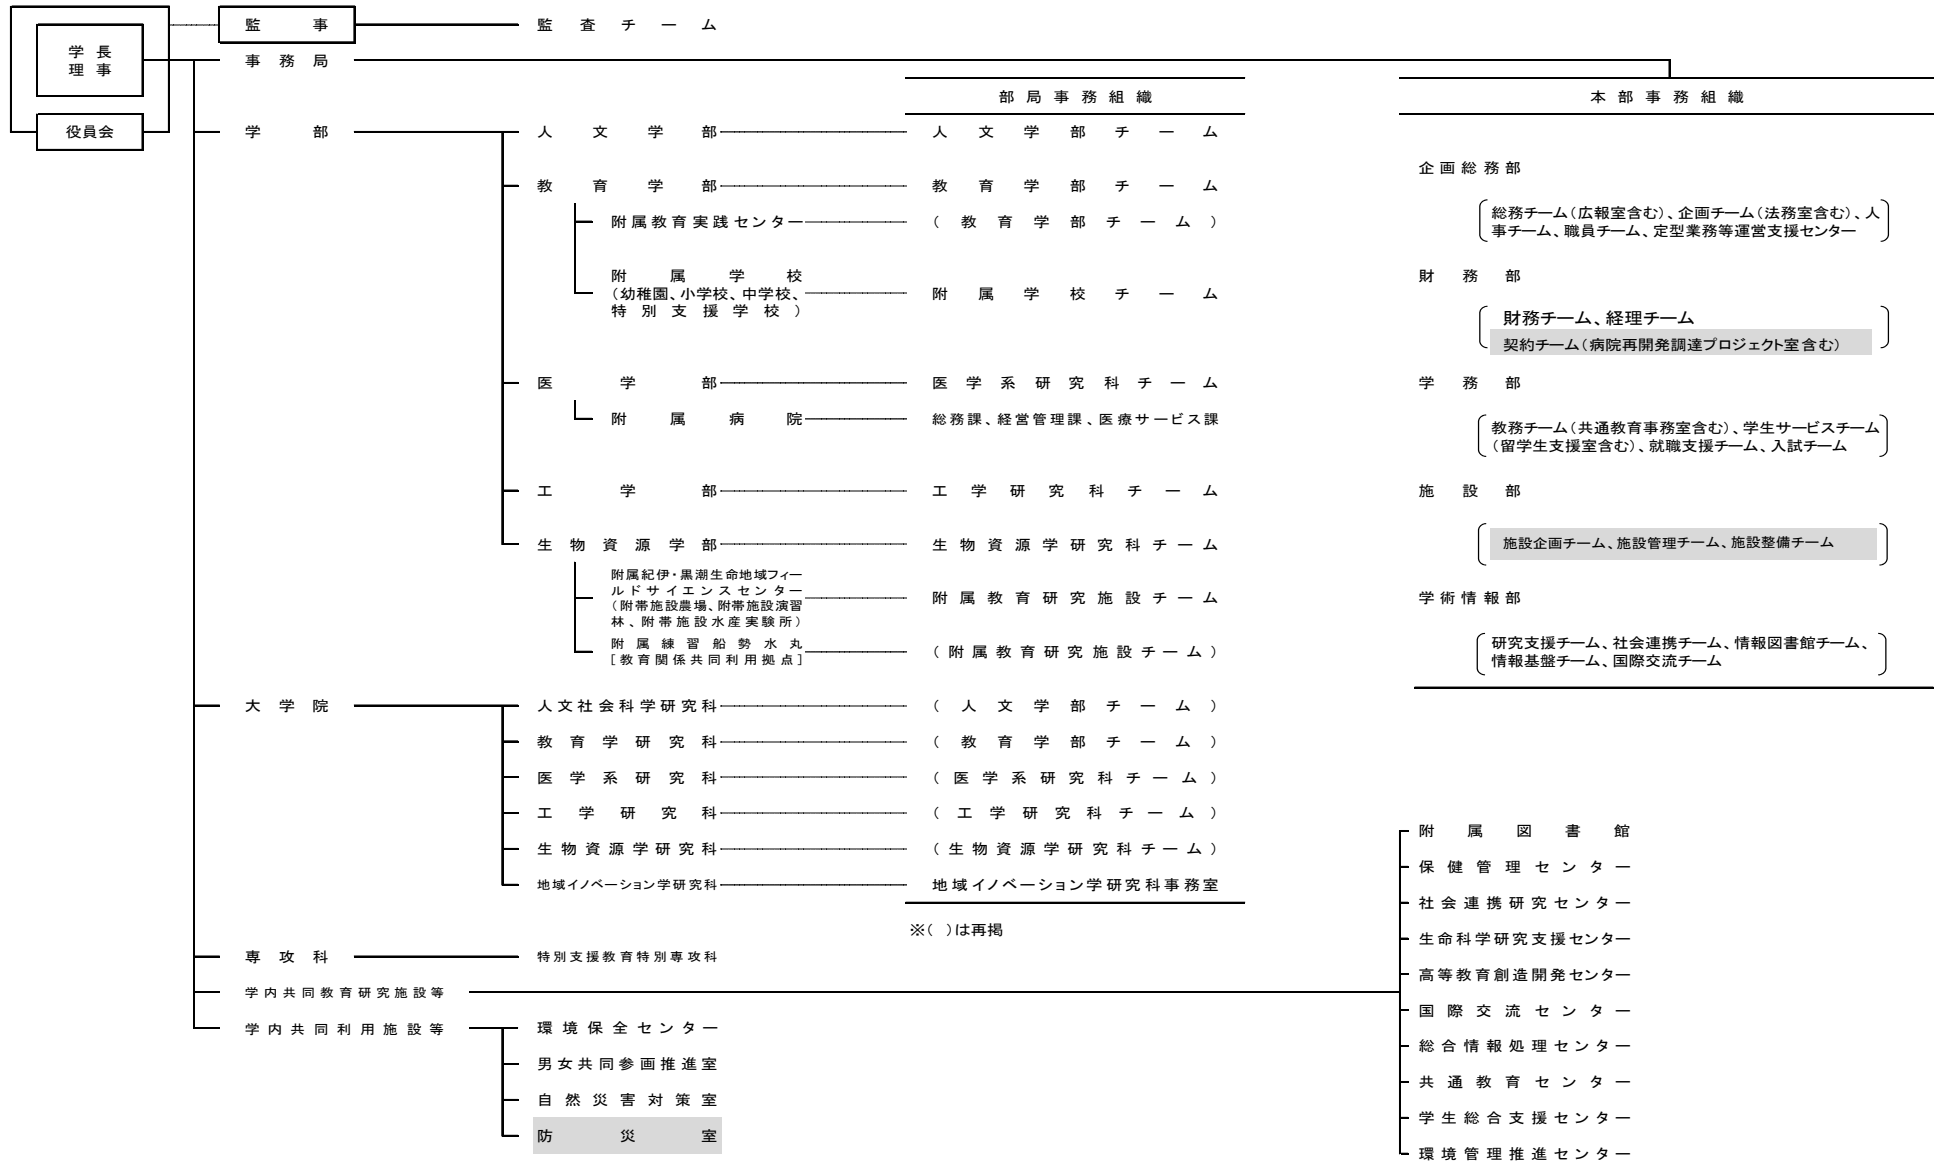 監事
監査チーム
学長
理事
事務局
部局事務組織
本部事務組織
役員会
学部
人文学部
人文学部チーム
教育学部
教育学部チーム
附属教育実践センター
(教育学部チーム)
附属学校
(幼稚園、小学校、中学校、
特別支援学校)
附属学校チーム
医学部
医学系研究科チーム
附属病院
総務課、経営管理課、医療サービス課
工学部
工学研究科チーム
生物資源学部
生物資源学研究科チーム
附属紀伊・黒潮生命地域フィー
ルドサイエンスセンター
(附帯施設農場、附帯施設演習
林、附帯施設水産実験所)
附属教育研究施設チーム
附属練習船勢水丸
[教育関係共同利用拠点]
(附属教育研究施設チーム)
企画総務部
総務チーム(広報室含む)、企画チーム(法務室含む)、人
事チーム、職員チーム、定型業務等運営支援センター
財務部
財務チーム、経理チーム
契約チーム(病院再開発調達プロジェクト室含む)
学務部
教務チーム(共通教育事務室含む)、学生サービスチーム
(留学生支援室含む)、就職支援チーム、入試チーム
施設部
施設企画チーム、施設管理チーム、施設整備チーム
学術情報部
研究支援チーム、社会連携チーム、情報図書館チーム、
情報基盤チーム、国際交流チーム
大学院
人文社会科学研究科
(人文学部チーム)
教育学研究科
(教育学部チーム)
医学系研究科
(医学系研究科チーム)
工学研究科
(工学研究科チーム)
生物資源学研究科
(生物資源学研究科チーム)
地域イノベーション学研究科
地域イノベーション学研究科事務室
※( )は再掲
専攻科
特別支援教育特別専攻科
学内共同教育研究施設等
附属図書館
保健管理センター
社会連携研究センター
生命科学研究支援センター
高等教育創造開発センター
国際交流センター
総合情報処理センター
共通教育センター
学生総合支援センター
環境管理推進センター
学内共同利用施設等
環境保全センター
男女共同参画推進室
自然災害対策室
防災室